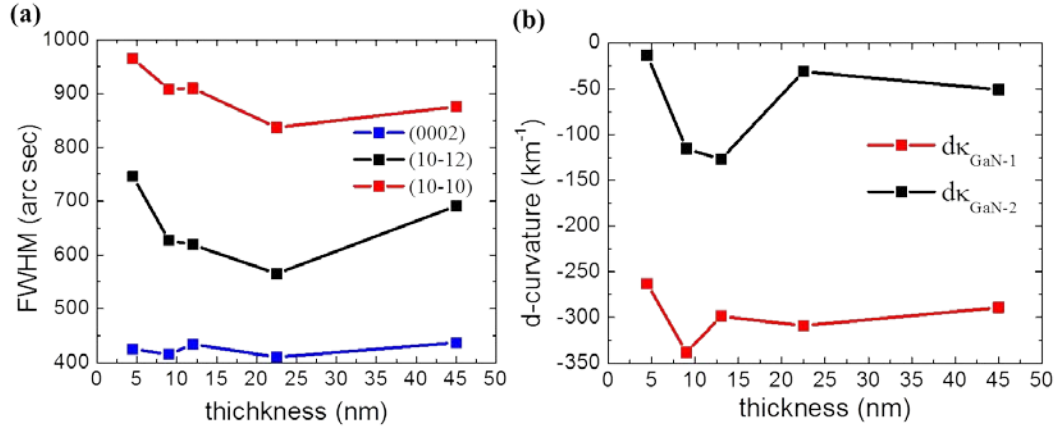 (a)
FWHM (arc sec)
1000
900
800
700
600
500
400
0 5 10 15 20 25 30 35 40 45 50
thichkness (nm)
(0002)
(10-12)
(10-10)
(b)
d-curvature (km-1)
0
-50
-100
-150
-200
-250
-300
-350
0 5 10 15 20 25 30 35 40 45 50
thickness (nm)
dκGaN-1
dκGaN-2